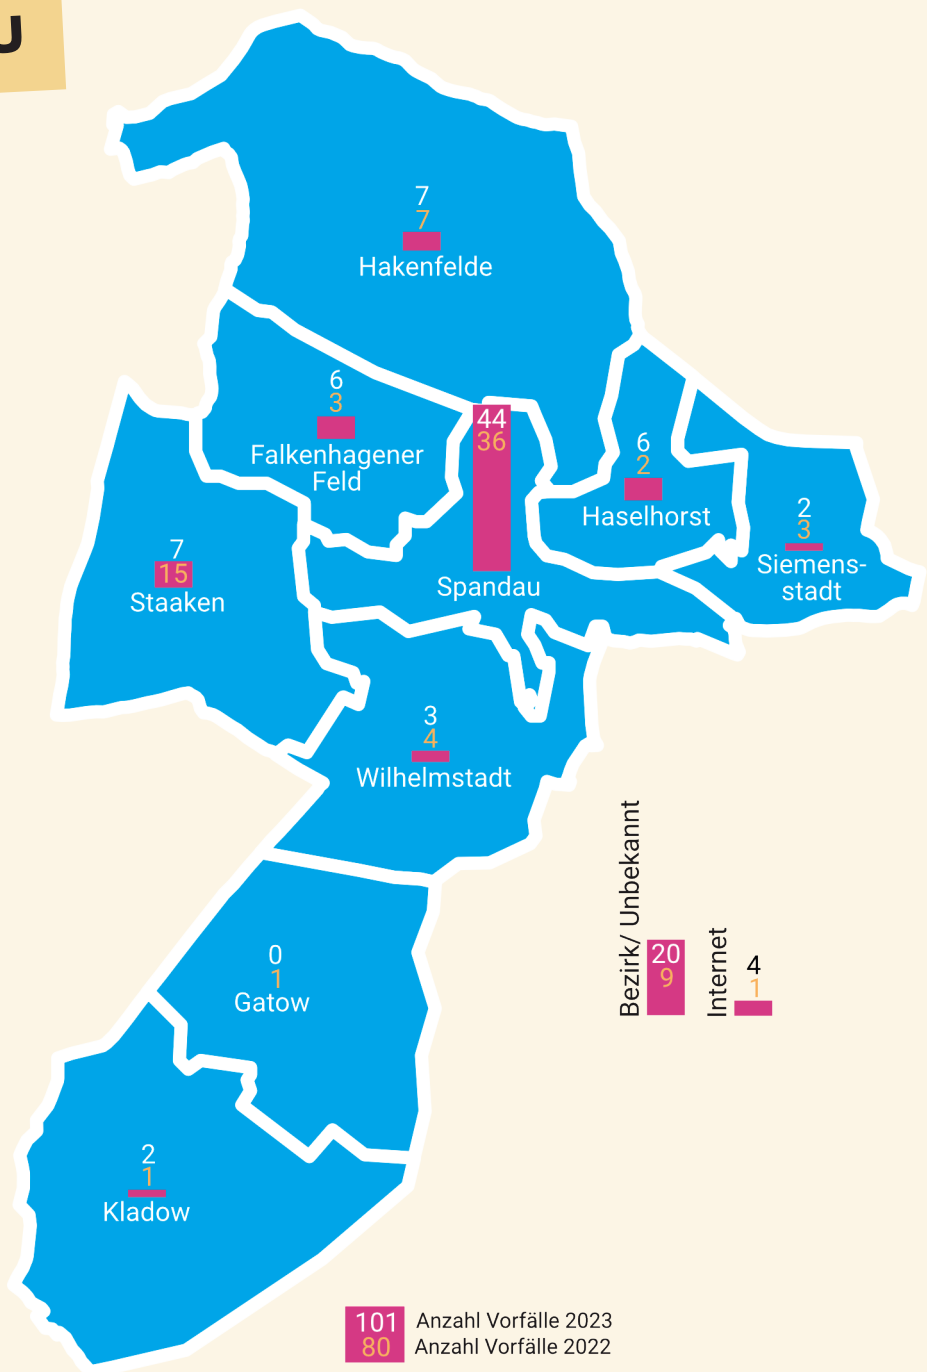 U
7
7
Hakenfelde
6
3
Falkenhagener
Feld
44
36
Spandau
6
2
Haselhorst
2
3
Siemens-
stadt
7
15
Staaken
3
4
Wilhelmstadt
0
1
Gatow
2
1
Kladow
Bezirk/ Unbekannt
20
9
Internet
4
1
101 Anzahl Vorfälle 2023
80 Anzahl Vorfälle 2022